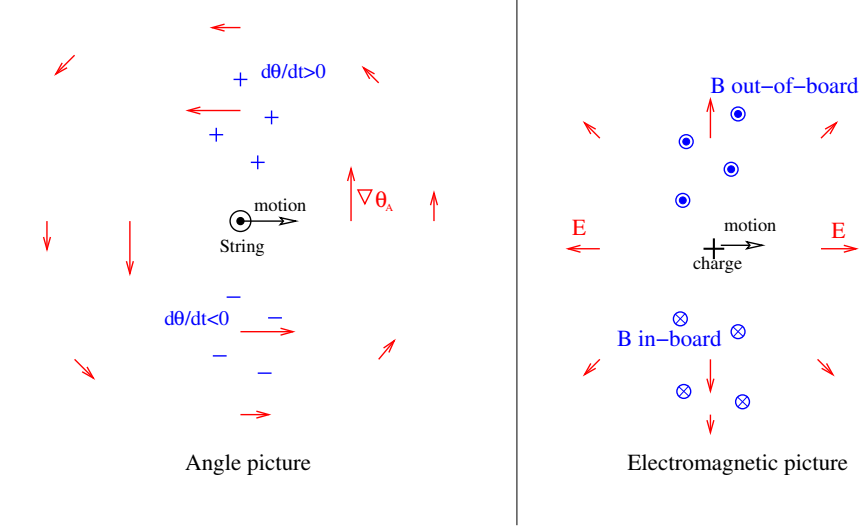 dθ/dt>0
∇θA
motion
String
dθ/dt<0
Angle picture
B out−of−board
E
E
motion
charge
B in−board
Electromagnetic picture